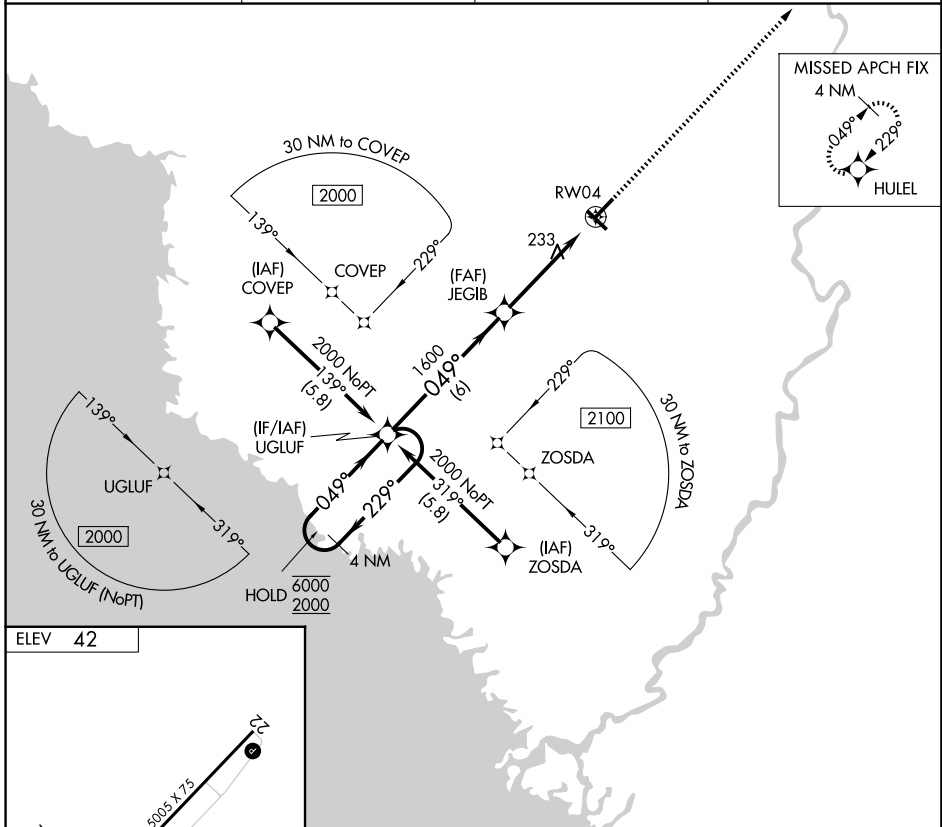 MISSED APCH FIX
4 NM
049°
229°
HULEL
30 NM to COVEP
2000
139°
229°
COVEP
(IAF)
COVEP
RW04
233
(FAF)
JEGIB
2000 NoPT
139°
(5.8)
1600
049°
(6)
(IF/IAF)
UGLUF
229°
2100
30 NM to ZOSDA
ZOSDA
319°
139°
UGLUF
319°
2000
30 NM to UGLUF (NoPT)
2000 NoPT
319°
(5.8)
(IAF)
ZOSDA
049°
229°
4 NM
HOLD
6000
2000
ELEV 42
22
P
5005 X 75